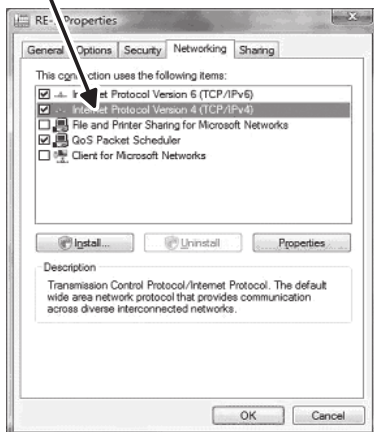 Properties
General Options Security Networking Sharing
This connection uses the following items:
Internet Protocol Version 6 (TCP/IPv6)
Internet Protocol Version 4 (TCP/IPv4)
File and Printer Sharing for Microsoft Networks
QoS Packet Scheduler
Client for Microsoft Networks
Install... Uninstall Properties
Description
Transmission Control Protocol/Internet Protocol. The default
wide area network protocol that provides communication
across diverse interconnected networks.
OK Cancel